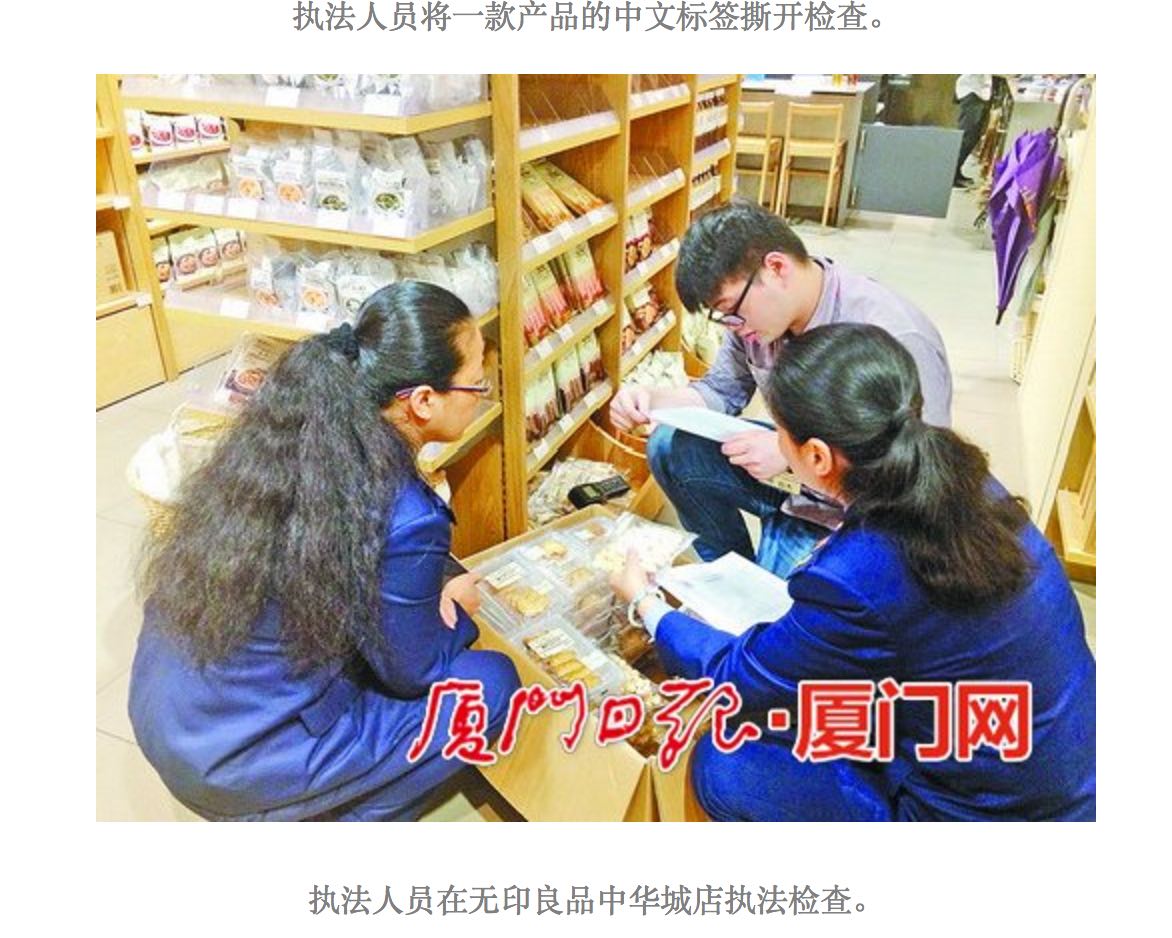 执法人员将一款产品的中文标签撕开检查。
厦门日报·厦门网
执法人员在无印良品中华城店执法检查。